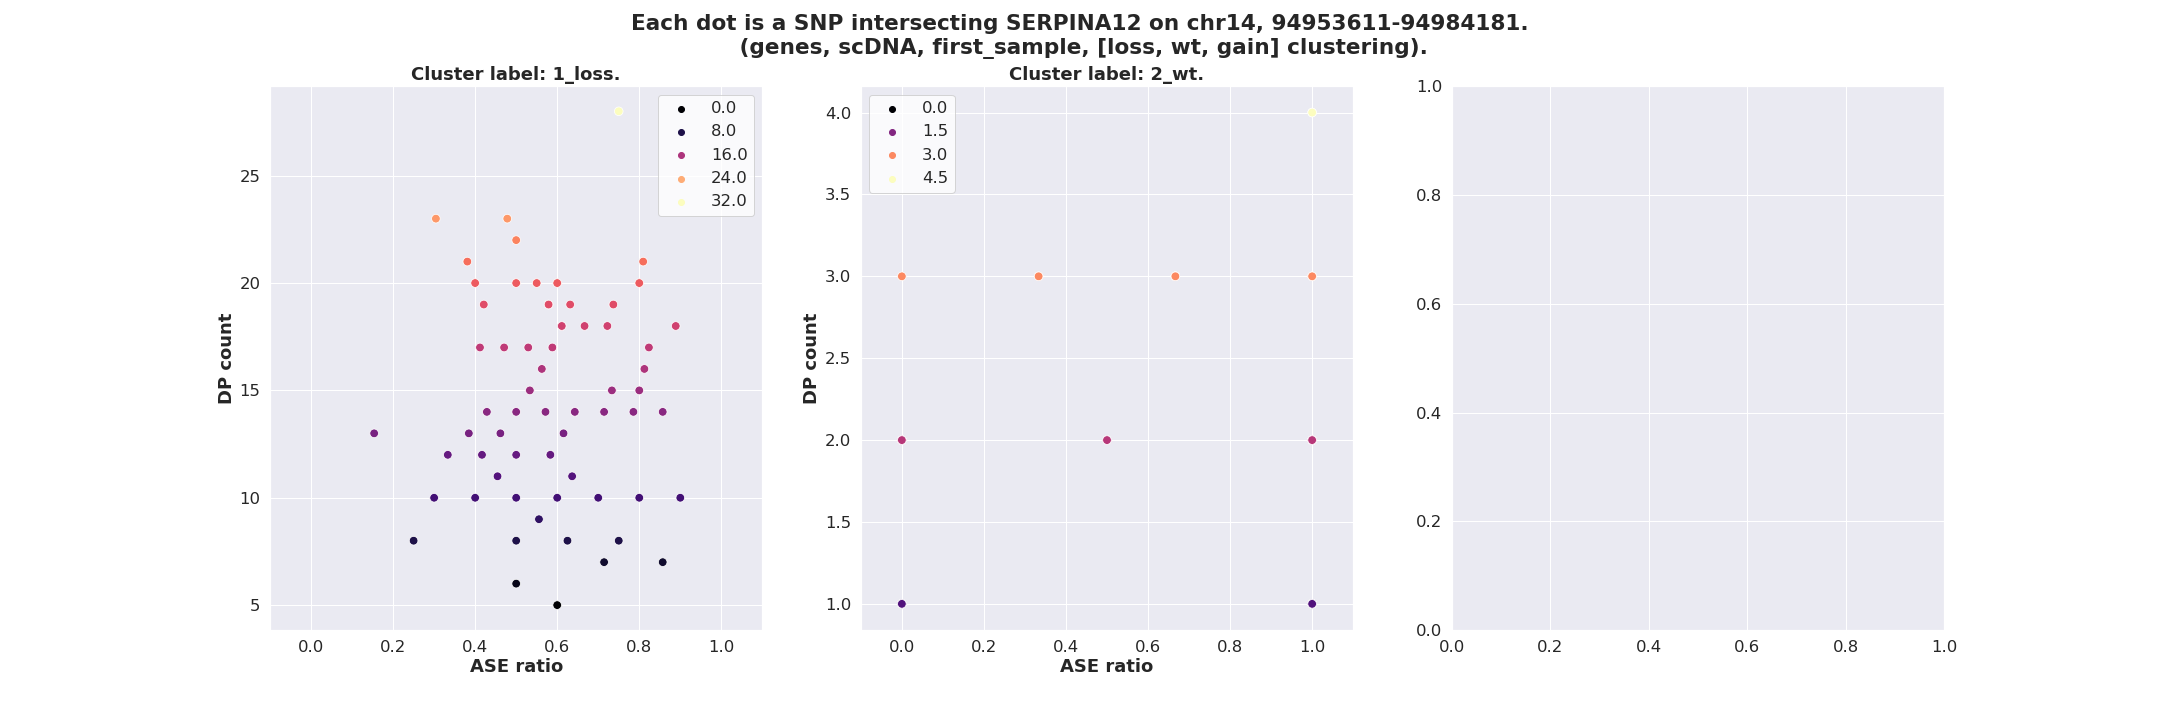 Each dot is a SNP intersecting SERPINA12 on chr14, 94953611-94984181.
(genes, scDNA, first_sample, [loss, wt, gain] clustering).
Cluster label: 1_loss.
DP count
25
20
15
10
5
0.0
8.0
16.0
24.0
32.0
0.0 0.2 0.4 0.6 0.8 1.0
ASE ratio
Cluster label: 2_wt.
DP count
4.0
3.5
3.0
2.5
2.0
1.5
1.0
0.0
1.5
3.0
4.5
0.0 0.2 0.4 0.6 0.8 1.0
ASE ratio
1.0
0.8
0.6
0.4
0.2
0.0
0.0 0.2 0.4 0.6 0.8 1.0